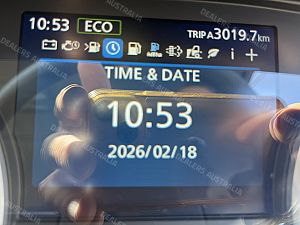 10:53 ECO TRIP A 3019.7 km
TIME & DATE
10:53
2026/02/18
DEALERS AUSTRALIA